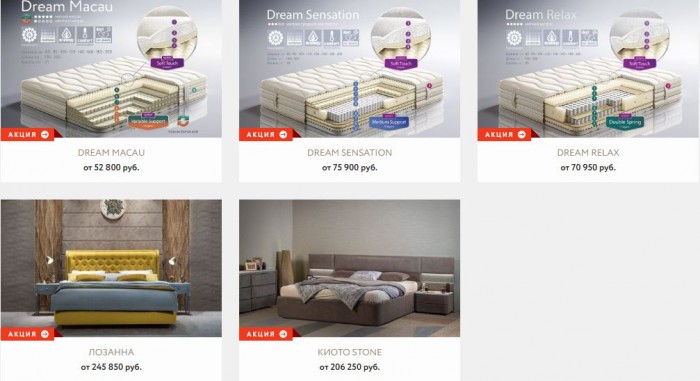 Dream Macau
Dream Sensation
Dream Relax
Soft Touch
Soft Touch
Soft Touch
Variable Support
Medium Support
Double Spring
АКЦИЯ
АКЦИЯ
АКЦИЯ
DREAM MACAU
DREAM SENSATION
DREAM RELAX
от 52 800 руб.
от 75 900 руб.
от 70 950 руб.
АКЦИЯ
АКЦИЯ
ЛОЗАННА
КИОТО STONE
от 245 850 руб.
от 206 250 руб.